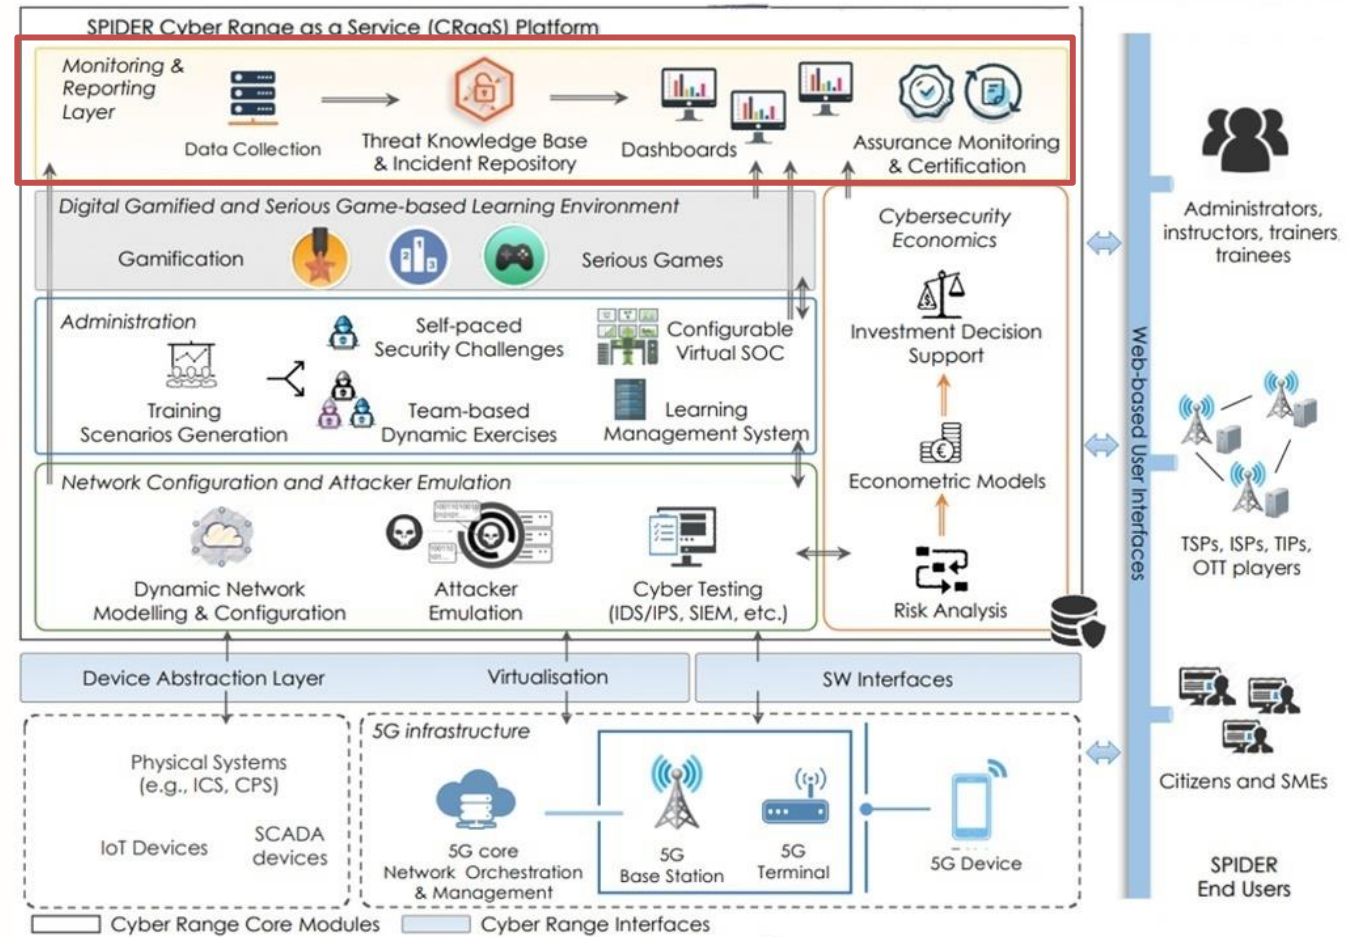 SPIDER Cyber Range as a Service (CRaaS) Platform
Monitoring &
Reporting
Layer
Data Collection
Threat Knowledge Base
& Incident Repository
Dashboards
Assurance Monitoring
& Certification
Digital Gamified and Serious Game-based Learning Environment
Gamification
1
2
3
Serious Games
Administration
Training
Scenarios Generation
Self-paced
Security Challenges
Team-based
Dynamic Exercises
Configurable
Virtual SOC
Learning
Management System
Network Configuration and Attacker Emulation
Dynamic Network
Modelling & Configuration
Attacker
Emulation
Cyber Testing
(IDS/IPS, SIEM, etc.)
Cybersecurity
Economics
$
Investment Decision
Support
€
Econometric Models
Risk Analysis
Device Abstraction Layer
Virtualisation
SW Interfaces
Physical Systems
(e.g., ICS, CPS)
IoT Devices
SCADA
devices
5G infrastructure
5G core
Network Orchestration
& Management
5G
Base Station
5G
Terminal
5G Device
Web-based User Interfaces
Administrators,
instructors, trainers,
trainees
TSPs, ISPs, TIPs,
OTT players
Citizens and SMEs
SPIDER
End Users
Cyber Range Core Modules
Cyber Range Interfaces